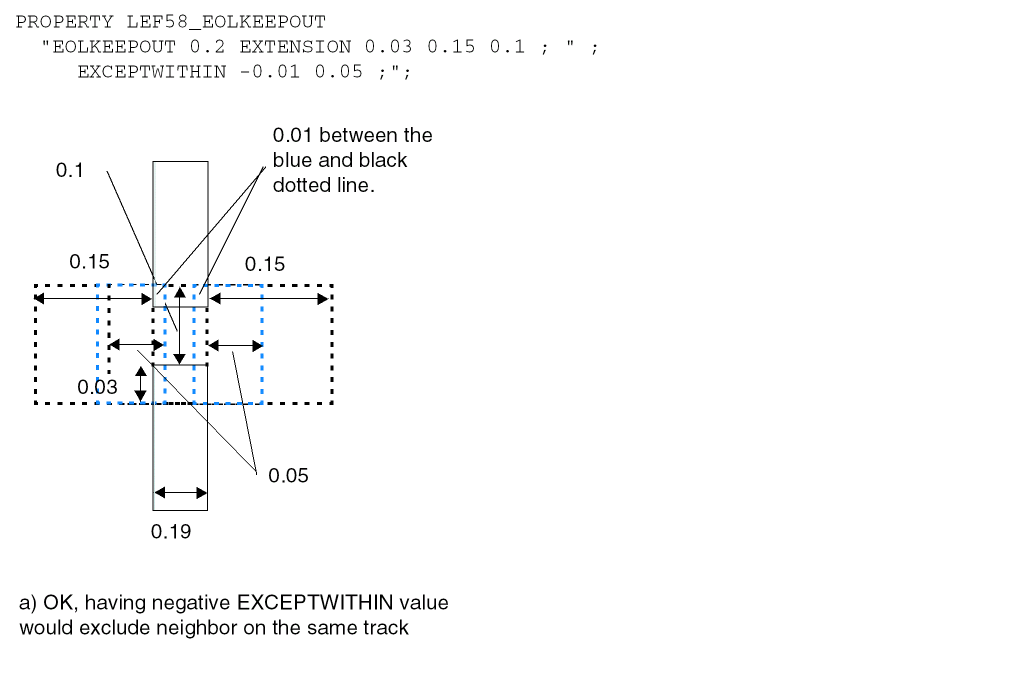 PROPERTY LEF58_EOLKEEPOUT
"EOLKEEPOUT 0.2 EXTENSION 0.03 0.15 0.1 ; " ;
EXCEPTWITHIN -0.01 0.05 ;";
0.01 between the
blue and black
dotted line.
0.1
0.15
0.15
0.03
0.05
0.19
a) OK, having negative EXCEPTWITHIN value
would exclude neighbor on the same track